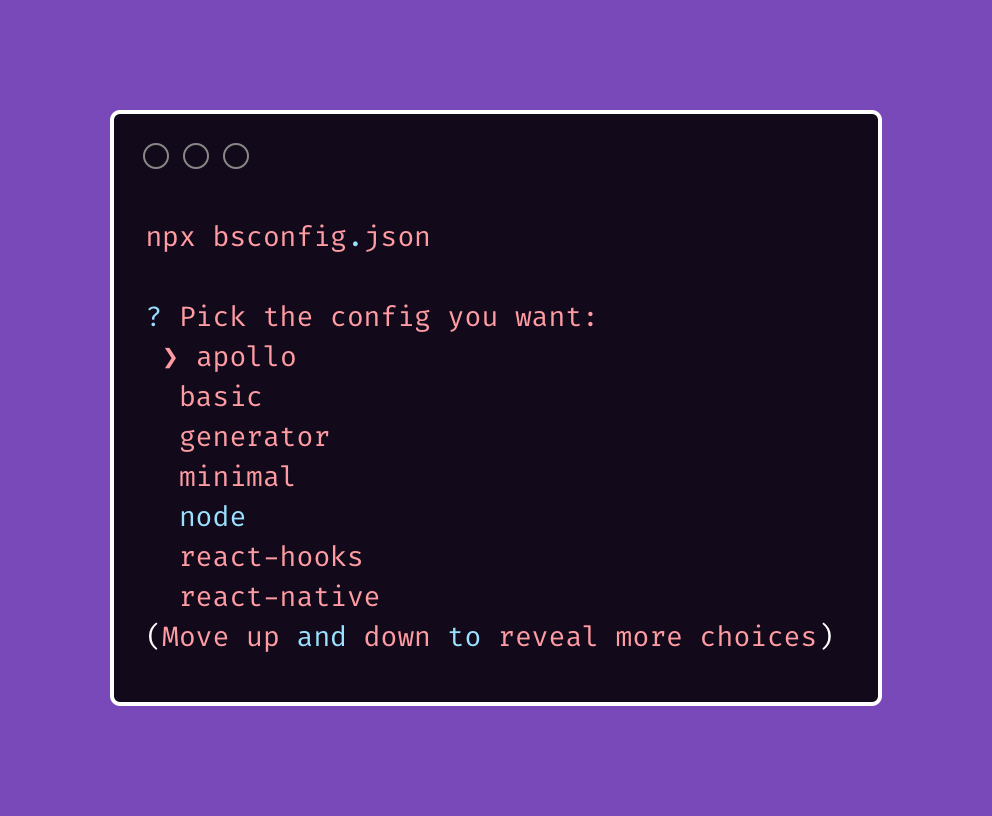 npx bsconfig.json
? Pick the config you want:
❯ apollo
basic
generator
minimal
node
react-hooks
react-native
(Move up and down to reveal more choices)